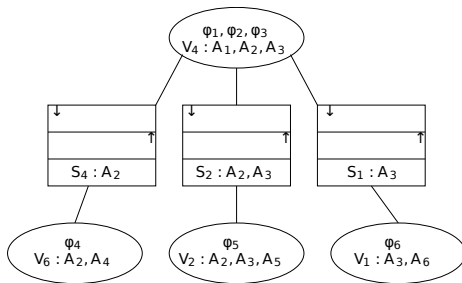 φ₁, φ₂, φ₃
V₄ : A₁, A₂, A₃
↓ ↓ ↓
↑ ↑ ↑
S₄ : A₂ S₂ : A₂, A₃ S₁ : A₃
φ₄ φ₅ φ₆
V₆ : A₂, A₄ V₂ : A₂, A₃, A₅ V₁ : A₃, A₆